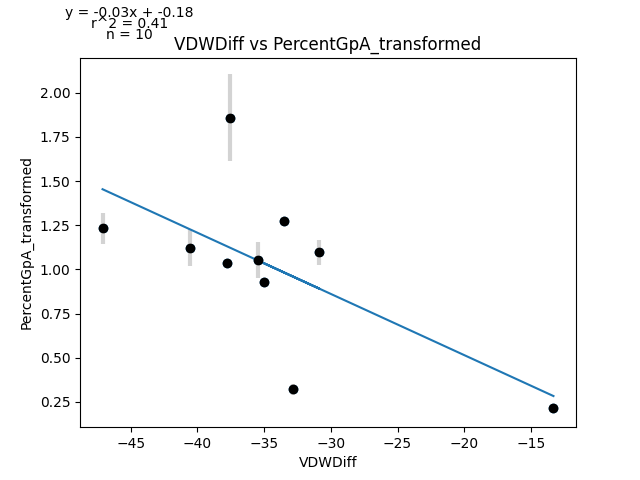 y = -0.03x + -0.18
r^2 = 0.41
n = 10
VDWDiff vs PercentGpA_transformed
PercentGpA_transformed
2.00
1.75
1.50
1.25
1.00
0.75
0.50
0.25
−45 −40 −35 −30 −25 −20 −15
VDWDiff